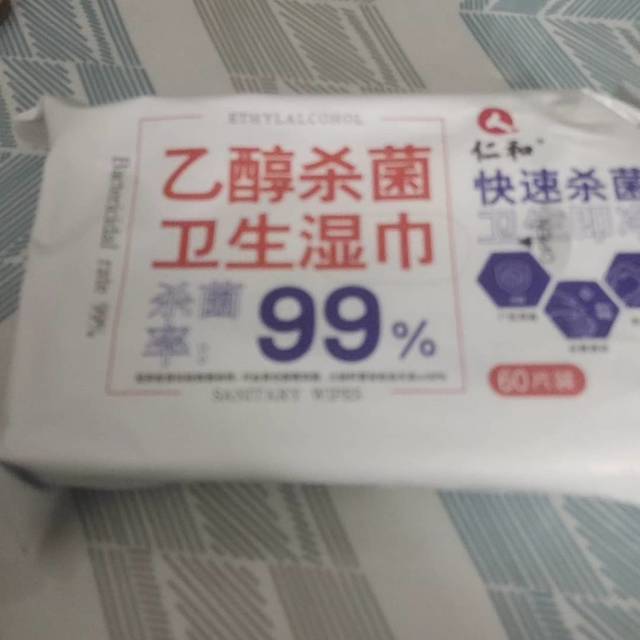 ETHYLALCOHOL
乙醇杀菌
卫生湿巾
杀菌率:
99%
SANITARY WIPES
Bactericidal rate 99%
仁和
快速杀菌
60片装